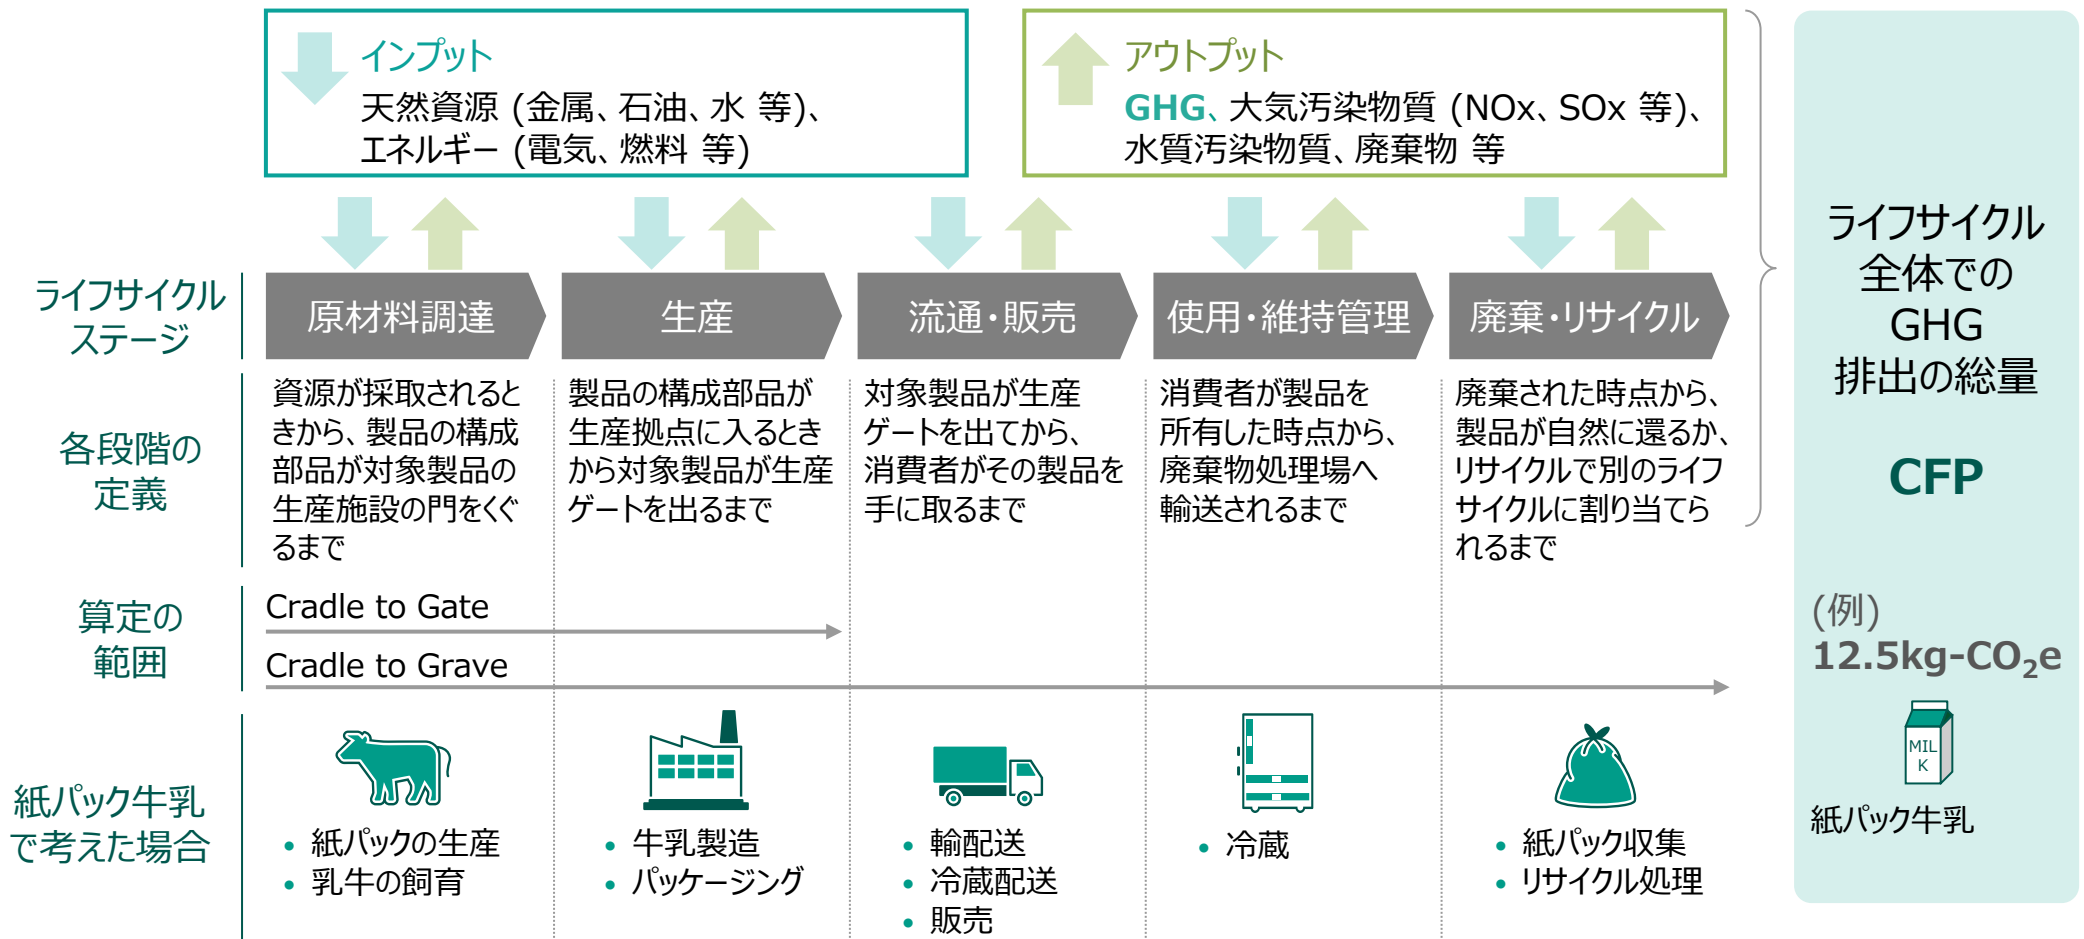 インプット
天然資源 (金属、石油、水 等)、
エネルギー (電気、燃料 等)
アウトプット
GHG、大気汚染物質 (NOx、SOx 等)、
水質汚染物質、廃棄物 等
ライフサイクル
ステージ
原材料調達
生産
流通・販売
使用・維持管理
廃棄・リサイクル
各段階の
定義
資源が採取されると
きから、製品の構成
部品が対象製品の
生産施設の門をくぐ
るまで
製品の構成部品が
生産拠点に入るとき
から対象製品が生産
ゲートを出るまで
対象製品が生産
ゲートを出てから、
消費者がその製品を
手に取るまで
消費者が製品を
所有した時点から、
廃棄物処理場へ
輸送されるまで
廃棄された時点から、
製品が自然に還るか、
リサイクルで別のライフ
サイクルに割り当てら
れるまで
算定の
範囲
Cradle to Gate
Cradle to Grave
紙パック牛乳
で考えた場合
• 紙パックの生産
• 乳牛の飼育
• 牛乳製造
• パッケージング
• 輸配送
• 冷蔵配送
• 販売
• 冷蔵
• 紙パック収集
• リサイクル処理
ライフサイクル
全体での
GHG
排出の総量
CFP
(例)
12.5kg-CO₂e
MIL
K
紙パック牛乳